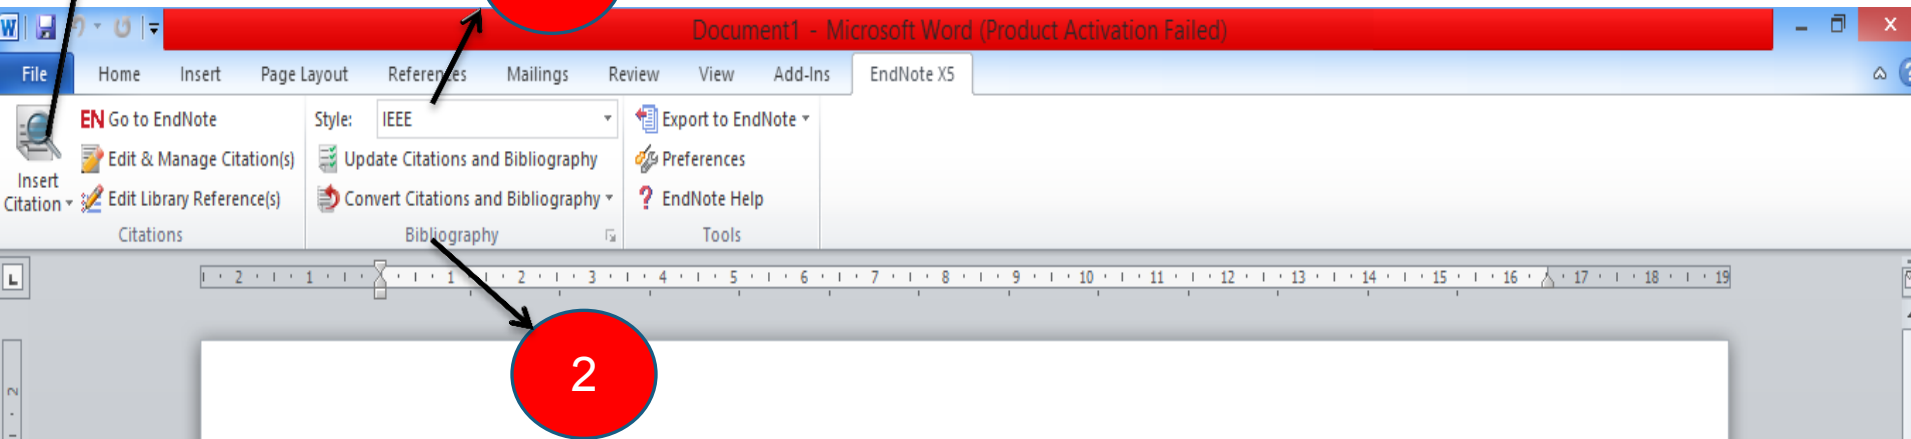 Document1 - Microsoft Word (Product Activation Failed)
File Home Insert Page Layout References Mailings Review View Add-Ins EndNote X5
EN Go to EndNote Style: IEEE Export to EndNote
Edit & Manage Citation(s) Update Citations and Bibliography Preferences
Insert Citation Edit Library Reference(s) Convert Citations and Bibliography ? EndNote Help
Citations Bibliography Tools
L 2 1 1 2 3 4 5 6 7 8 9 10 11 12 13 14 15 16 17 18 19
2
2